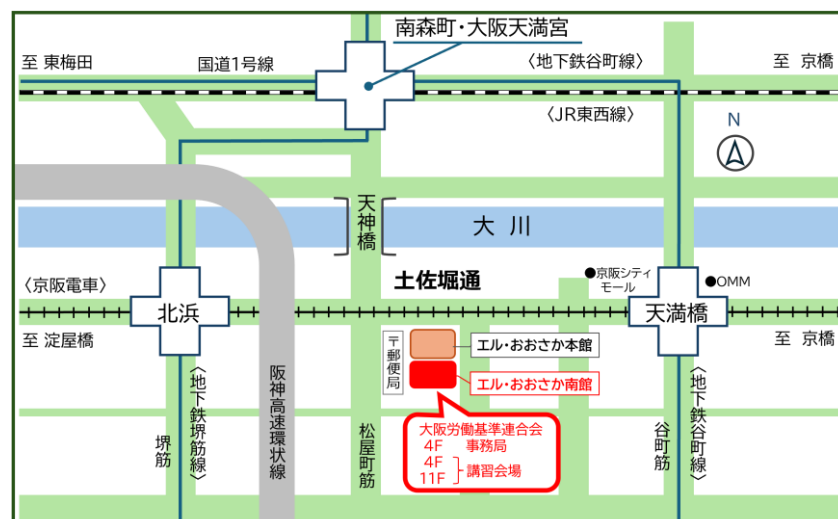 南森町・大阪天満宮
至 東梅田
国道1号線
〈地下鉄谷町線〉
至 京橋
〈JR東西線〉
N
天神橋
大 川
〈京阪電車〉
土佐堀通
●京阪シティ
モール
●OMM
北浜
天満橋
至 淀屋橋
〒郵便局
エル・おおさか本館
至 京橋
エル・おおさか南館
〈地下鉄堺筋線〉
堺筋
阪神高速環状線
松屋町筋
大阪労働基準連合会
4F 事務局
4F
11F
講習会場
谷町筋
〈地下鉄谷町線〉